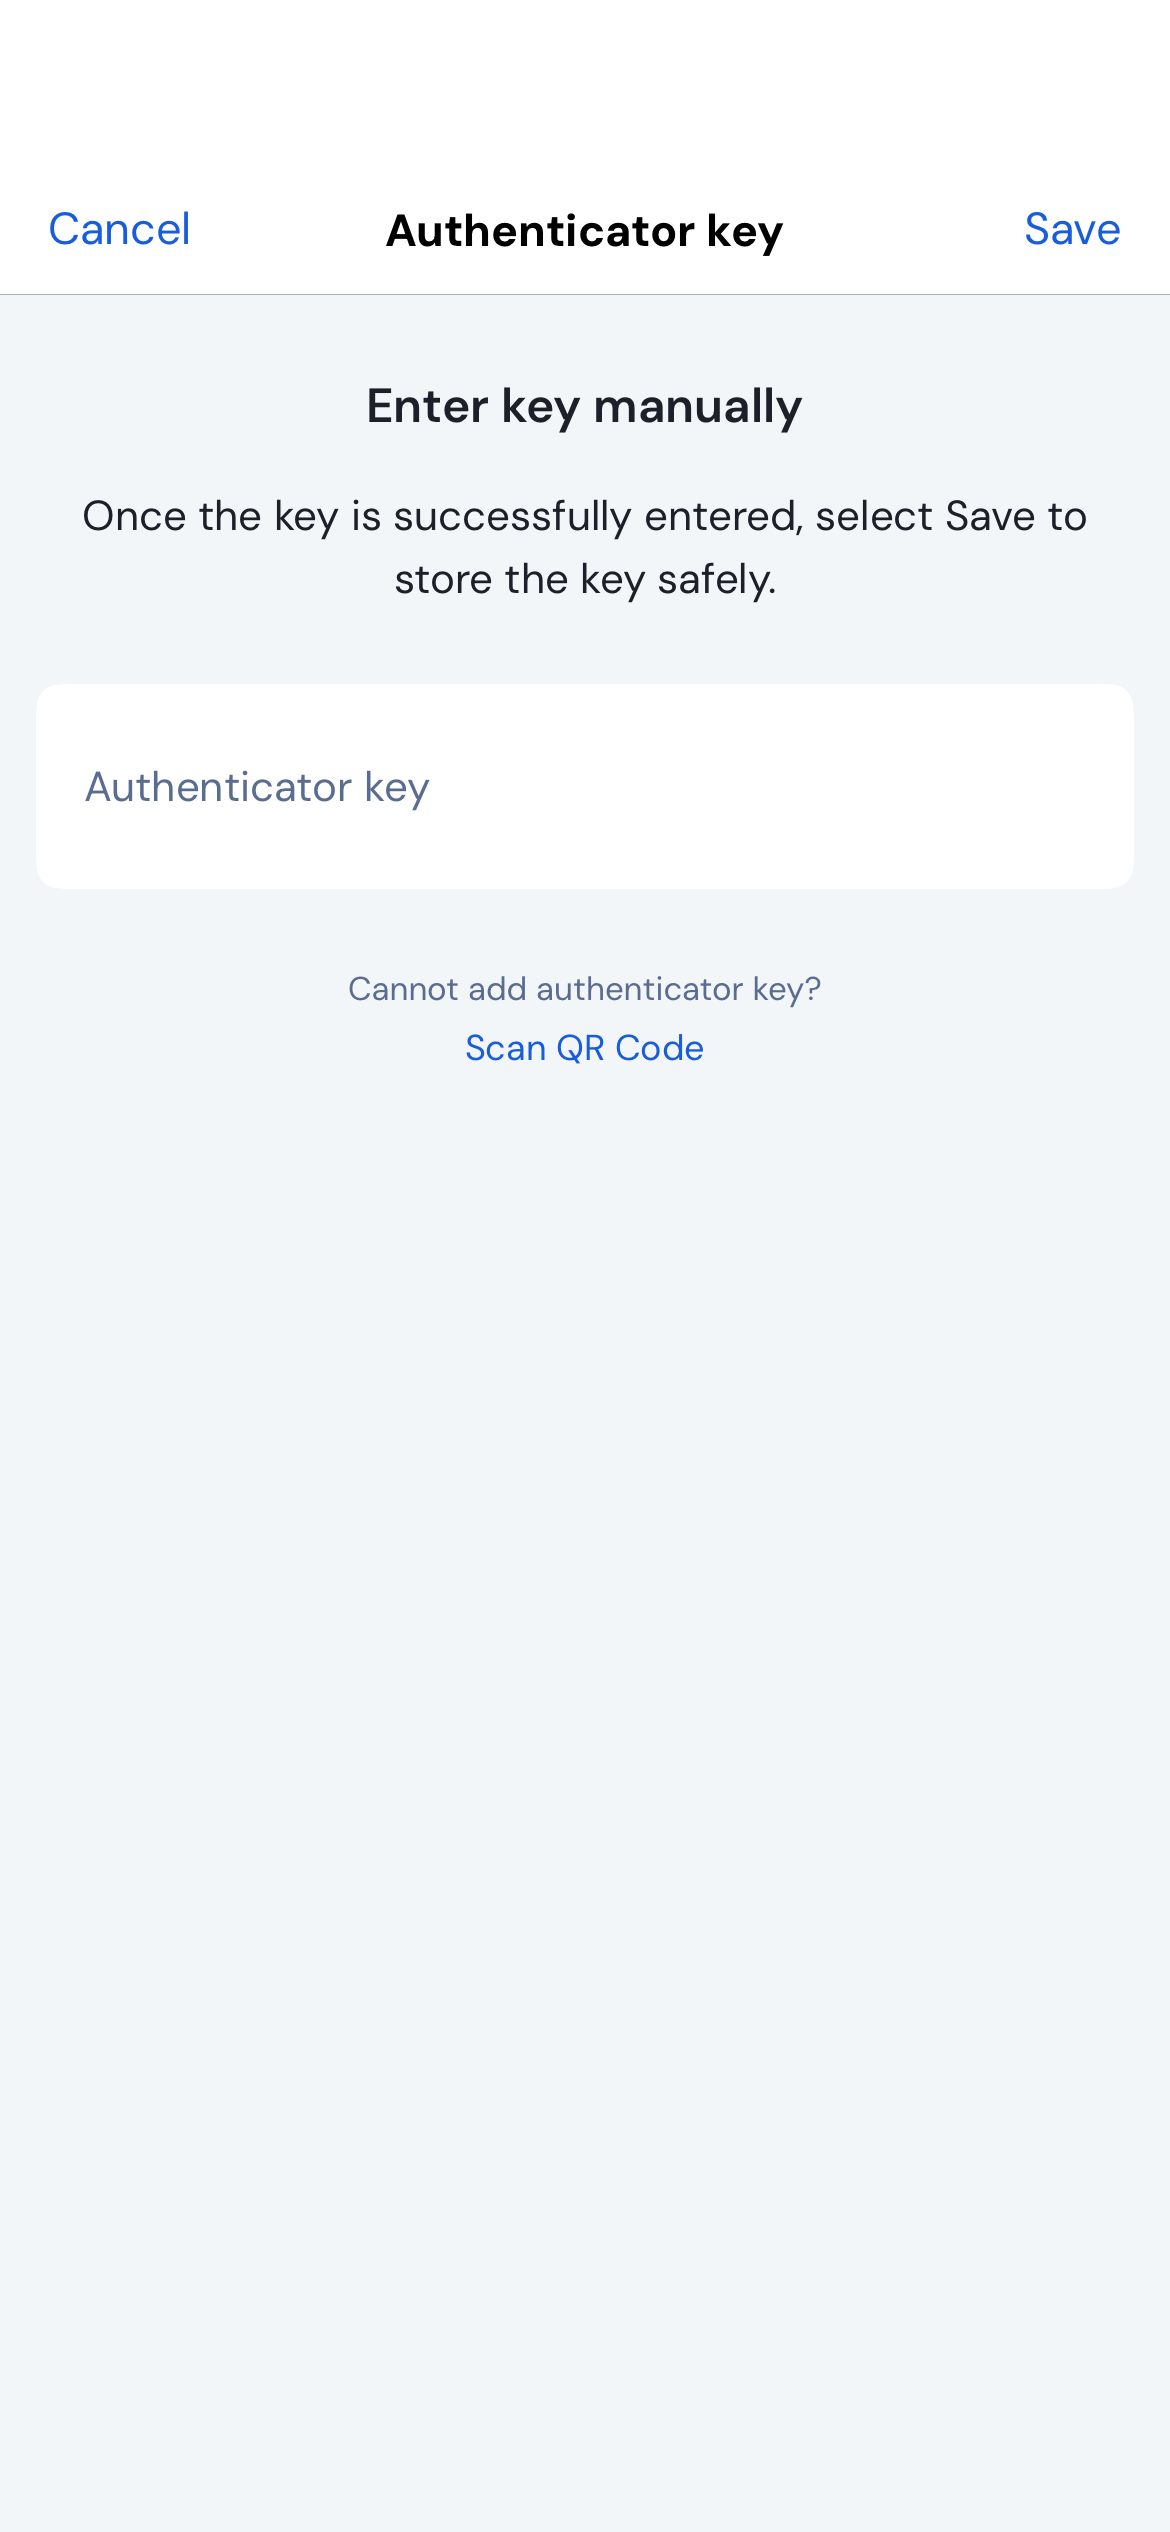 Cancel
Authenticator key
Save
Enter key manually
Once the key is successfully entered, select Save to
store the key safely.
Authenticator key
Cannot add authenticator key?
Scan QR Code